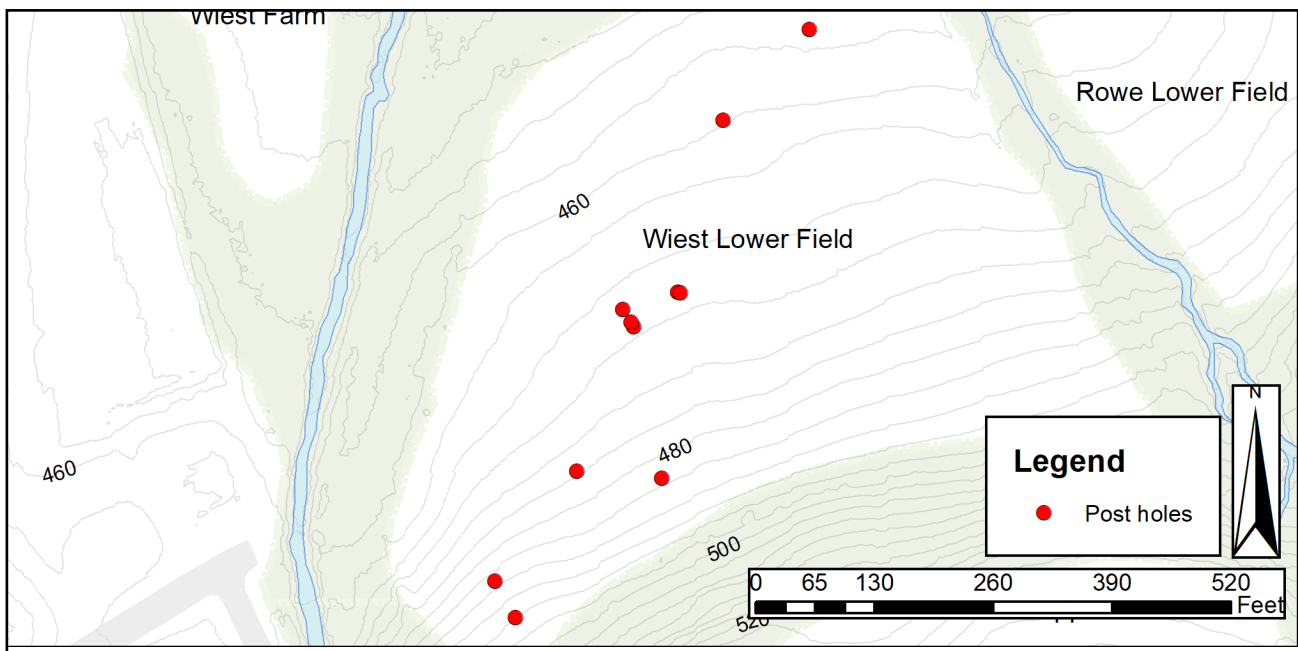 Wiest Farm
Rowe Lower Field
460
Wiest Lower Field
480
460
Legend
Post holes
N
500
0 65 130 260 390 520
Feet
520